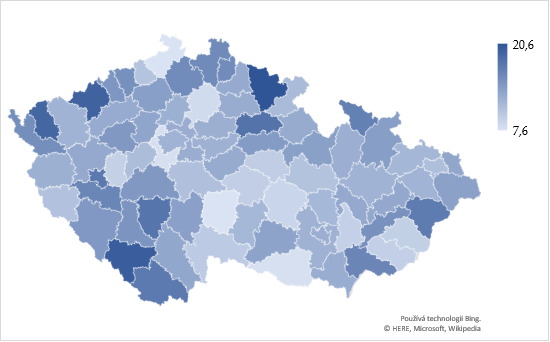 20,6
7,6
Používá technologii Bing.
© HERE, Microsoft, Wikipedia